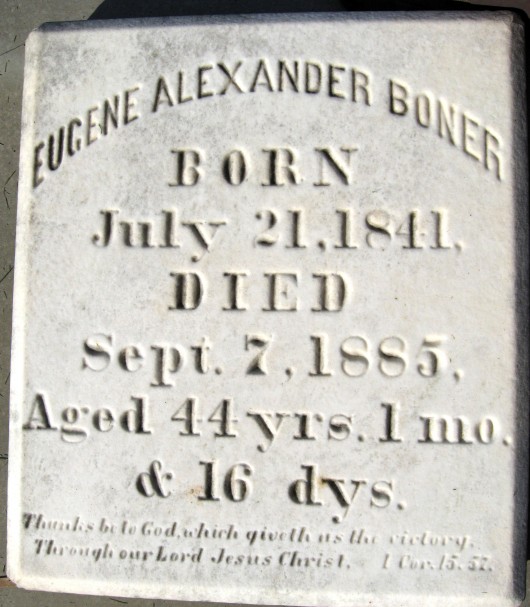 EUGENE ALEXANDER BONER
BORN
July 21, 1841,
DIED
Sept. 7, 1885,
Aged 44 yrs. 1 mo.
& 16 dys.
Thanks be to God, which giveth us the victory,
Through our Lord Jesus Christ. 1 Cor. 15. 57.